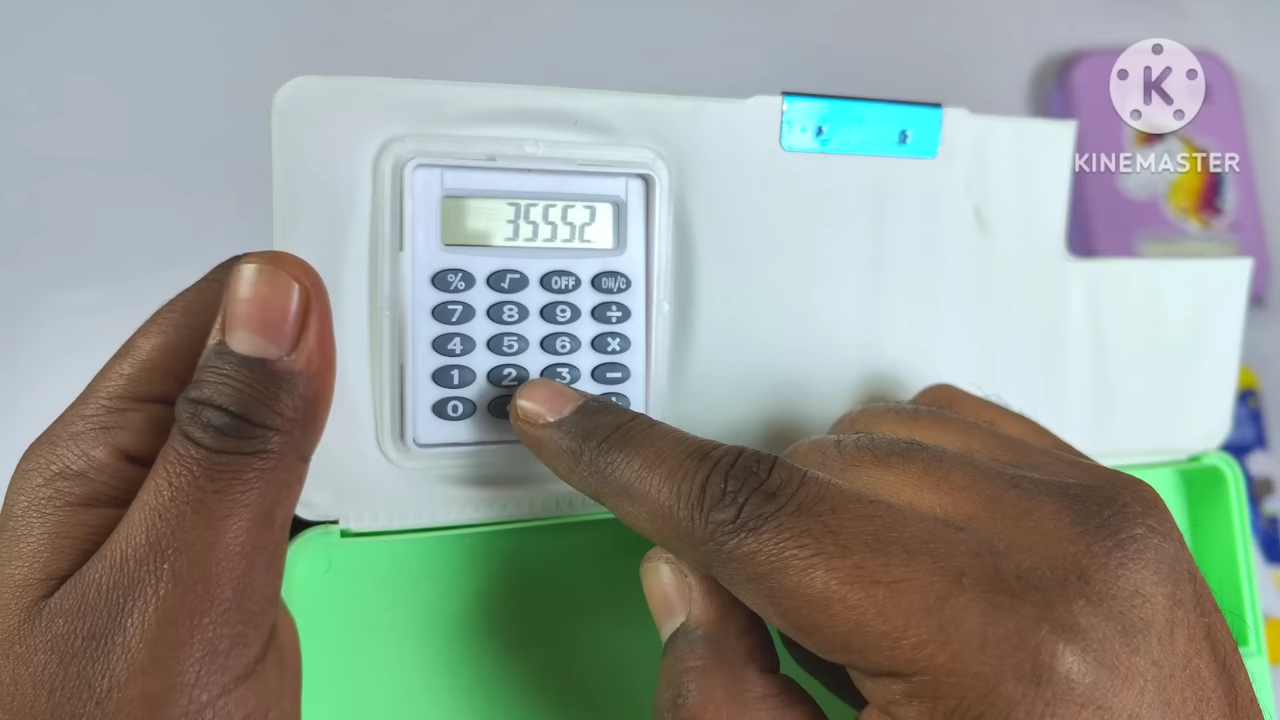 K
KINEMASTER
35552.
% √ OFF ON/C
7 8 9 ÷
4 5 6 ×
1 2 3 −
0